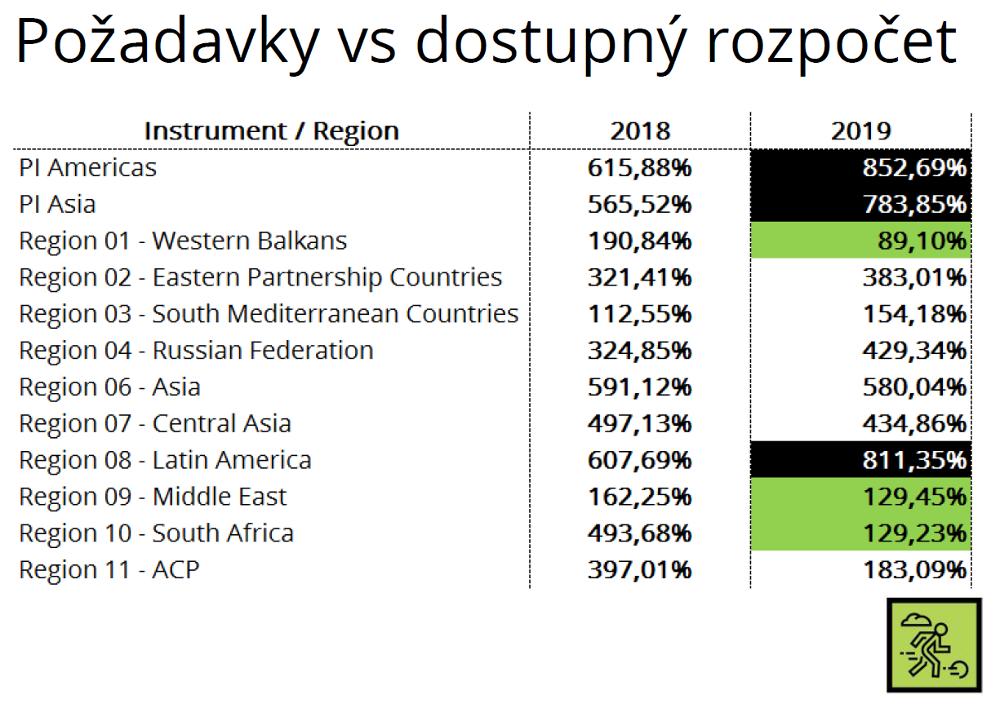 Požadavky vs dostupný rozpočet
Instrument / Region 2018 2019
PI Americas 615,88% 852,69%
PI Asia 565,52% 783,85%
Region 01 - Western Balkans 190,84% 89,10%
Region 02 - Eastern Partnership Countries 321,41% 383,01%
Region 03 - South Mediterranean Countries 112,55% 154,18%
Region 04 - Russian Federation 324,85% 429,34%
Region 06 - Asia 591,12% 580,04%
Region 07 - Central Asia 497,13% 434,86%
Region 08 - Latin America 607,69% 811,35%
Region 09 - Middle East 162,25% 129,45%
Region 10 - South Africa 493,68% 129,23%
Region 11 - ACP 397,01% 183,09%